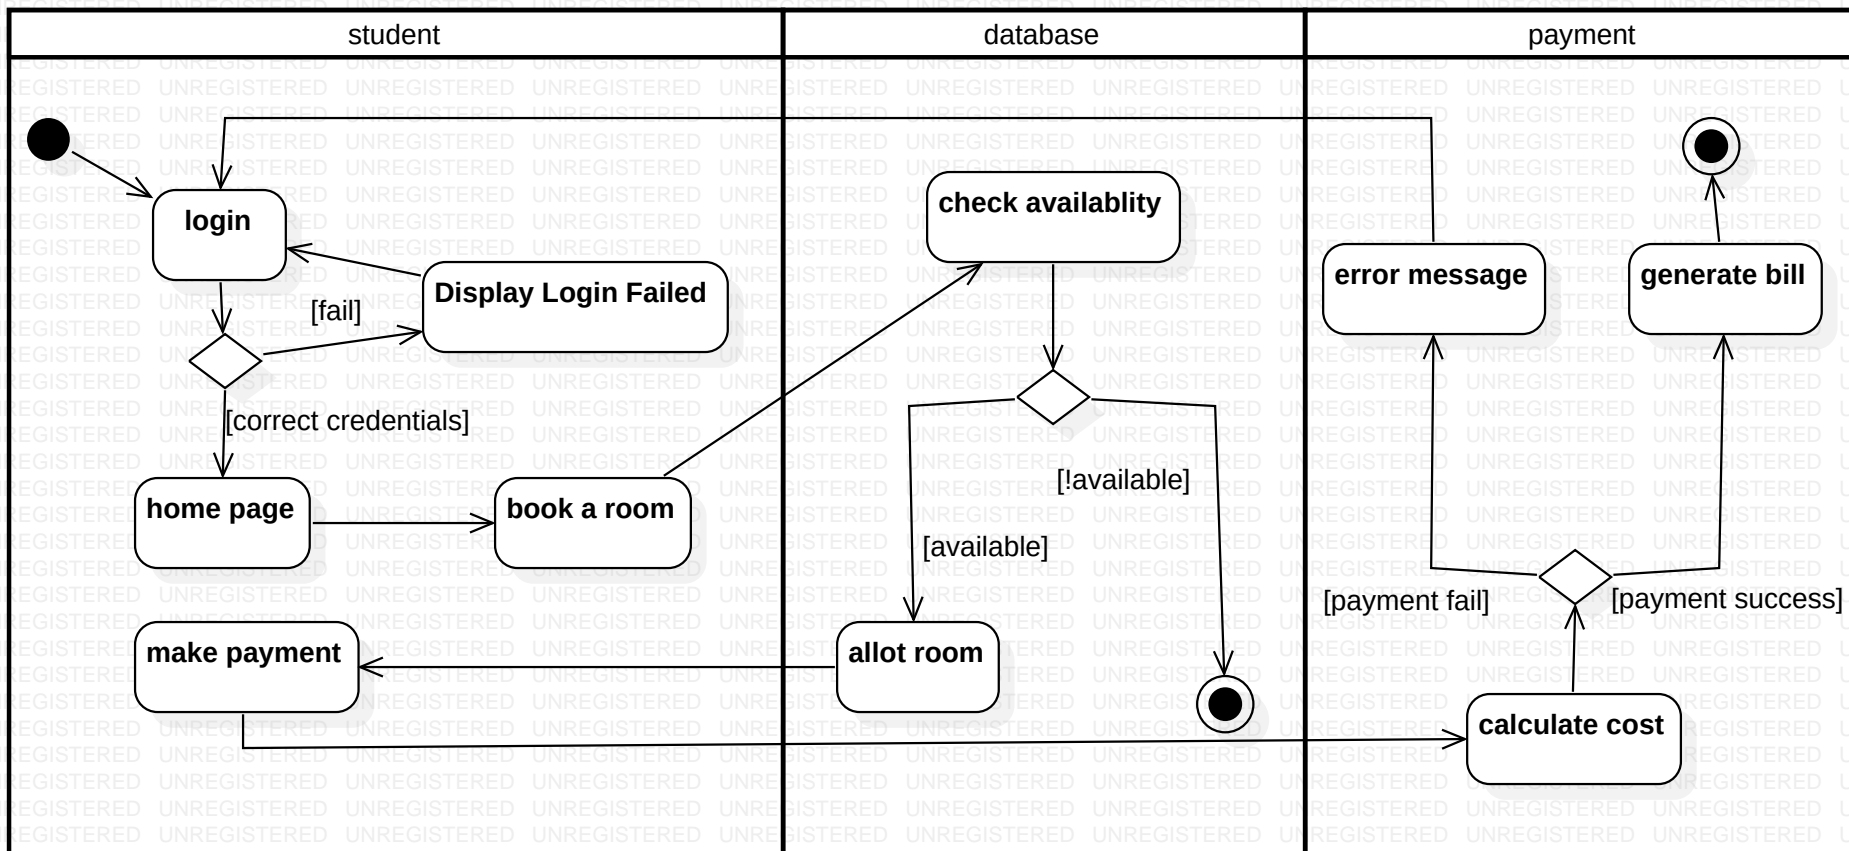 student
database
payment
login
check availablity
error message
generate bill
Display Login Failed
[fail]
[correct credentials]
home page
book a room
[!available]
[available]
[payment fail]
[payment success]
make payment
allot room
calculate cost
UNREGISTERED